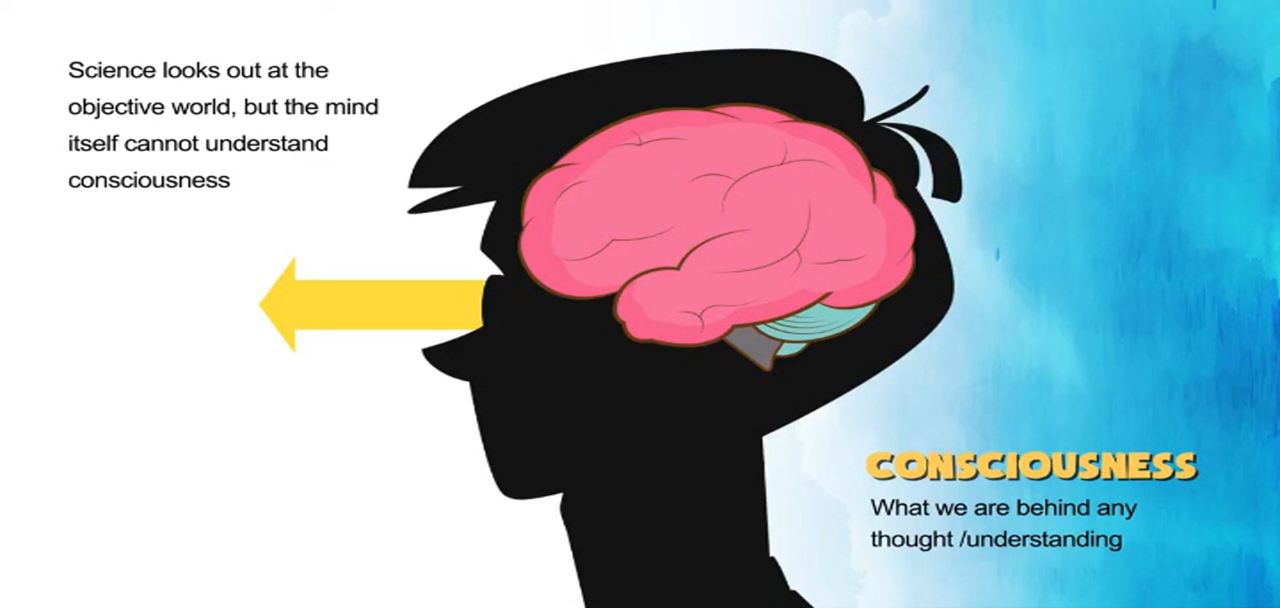 Science looks out at the
objective world, but the mind
itself cannot understand
consciousness
CONSCIOUSNESS
What we are behind any
thought /understanding